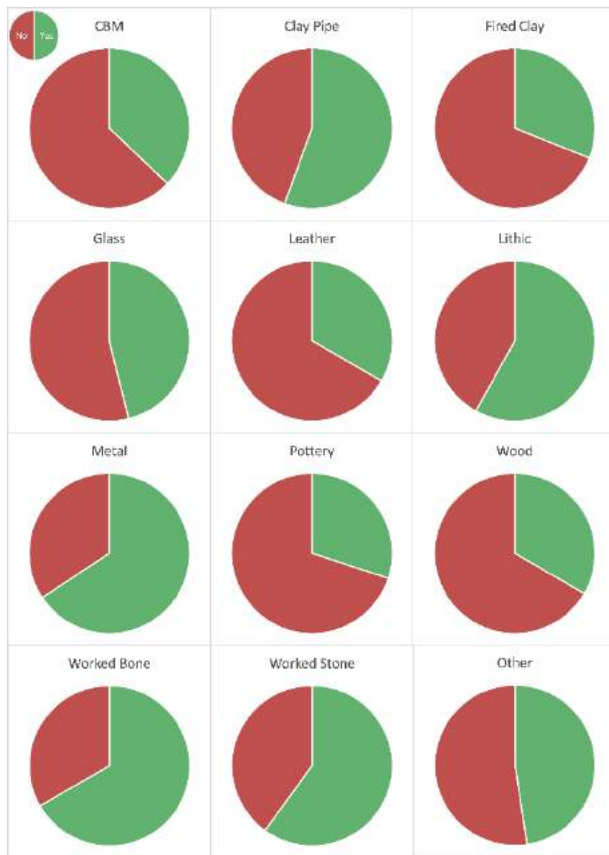 No Yes
CBM
Clay Pipe
Fired Clay
Glass
Leather
Lithic
Metal
Pottery
Wood
Worked Bone
Worked Stone
Other